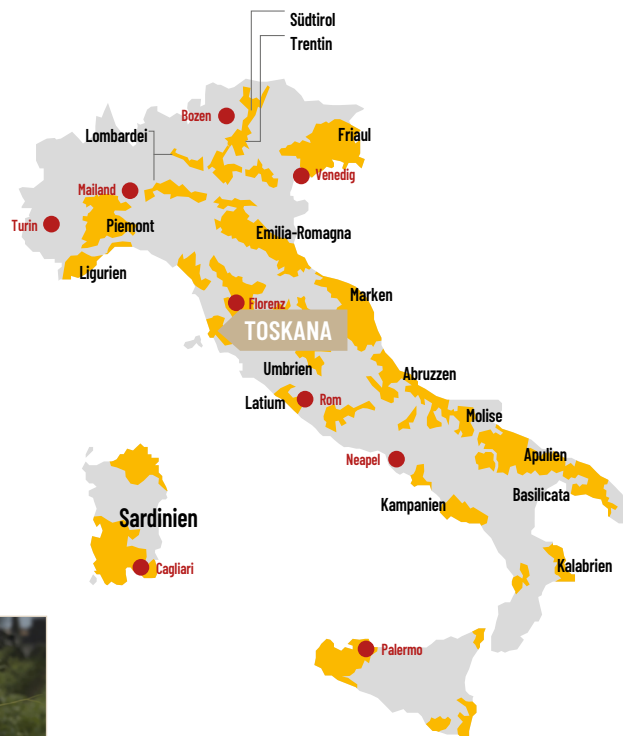 Südtirol
Trentin
Bozen
Lombardei
Friaul
Venedig
Mailand
Turin
Piemont
Emilia-Romagna
Ligurien
Marken
Florenz
TOSKANA
Umbrien
Abruzzen
Latium
Rom
Molise
Neapel
Apulien
Basilicata
Kampanien
Sardinien
Kalabrien
Cagliari
Palermo